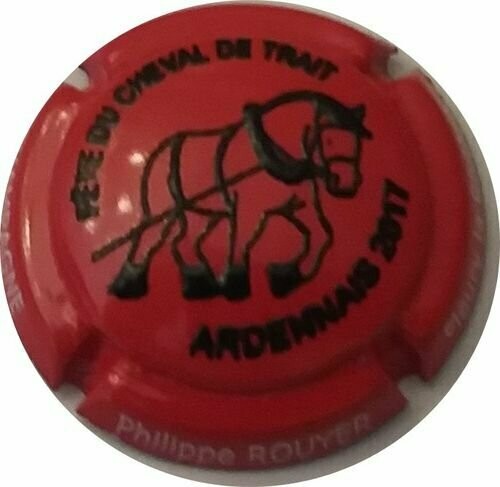 FÊTE DU CHEVAL DE TRAIT
ARDENNAIS 2017
Philippe ROUYER